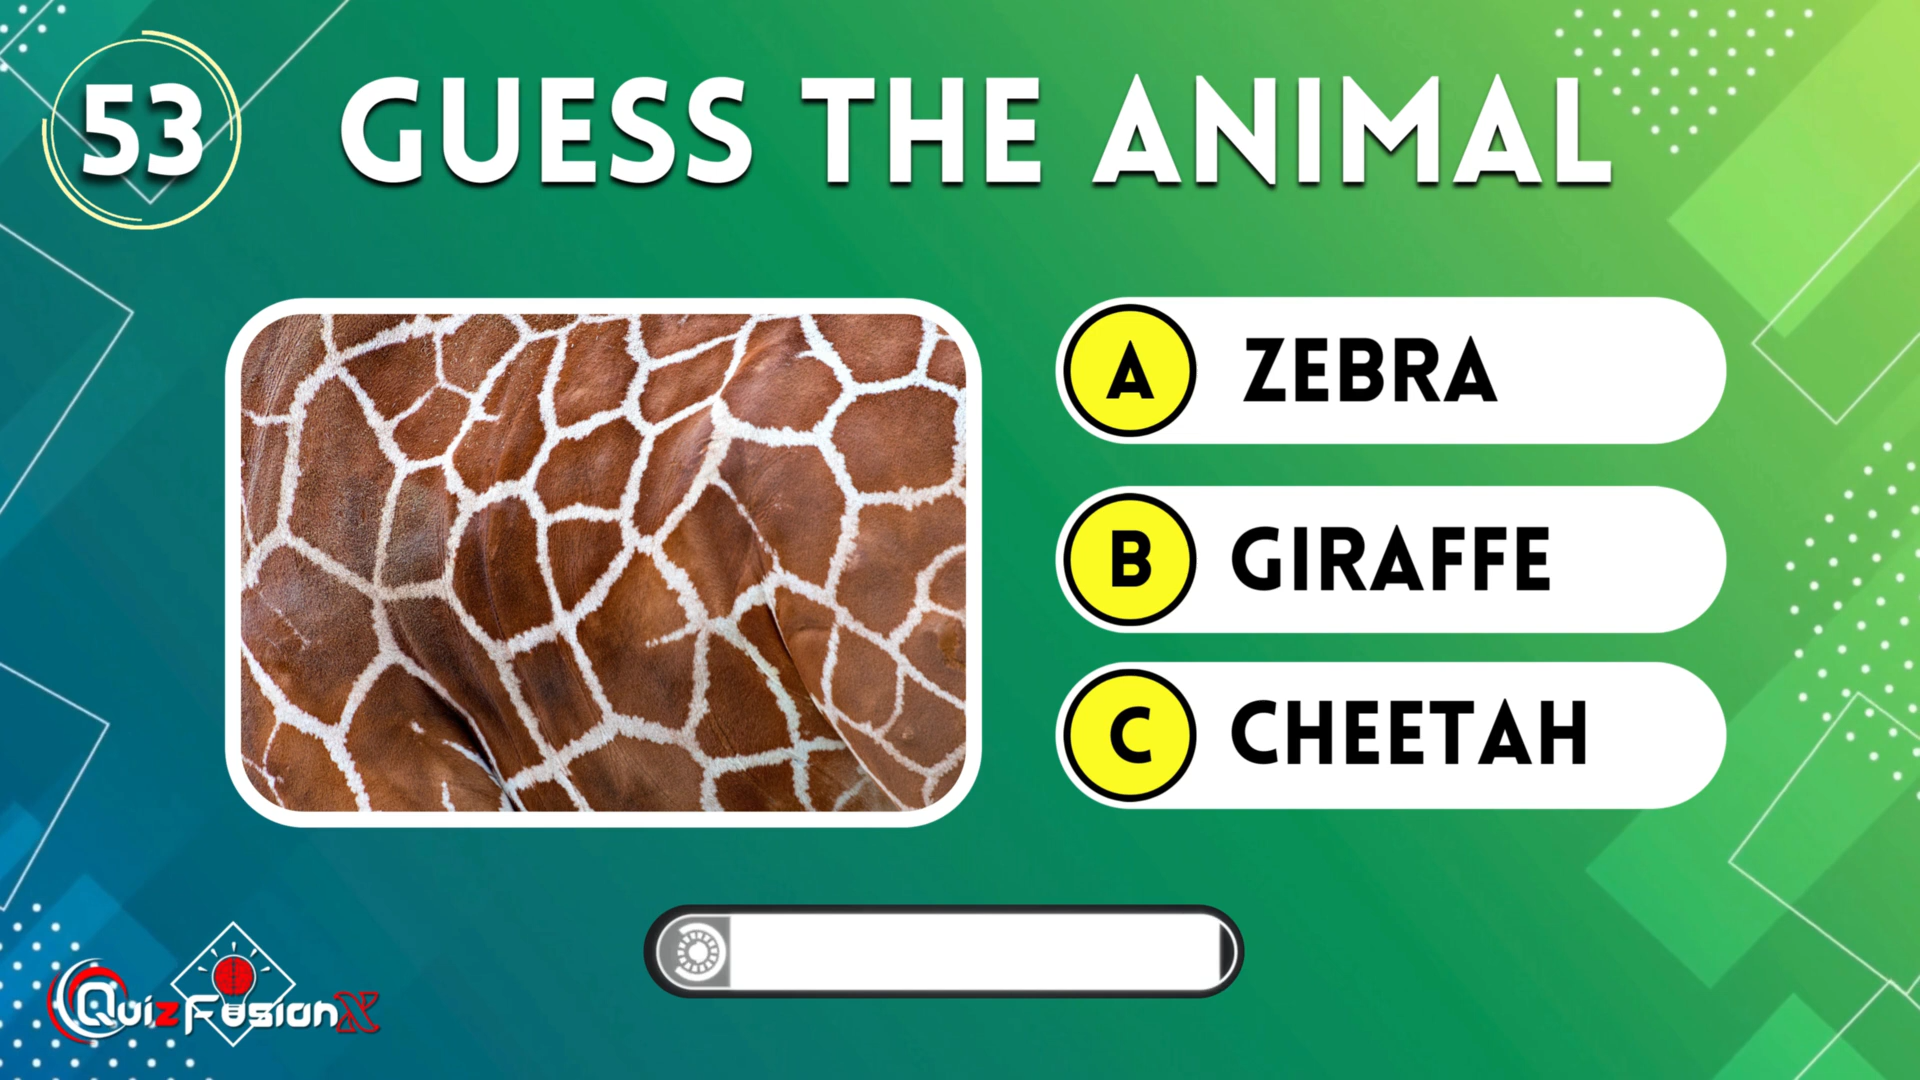 53
GUESS THE ANIMAL
A ZEBRA
B GIRAFFE
C CHEETAH
QuizFusionX